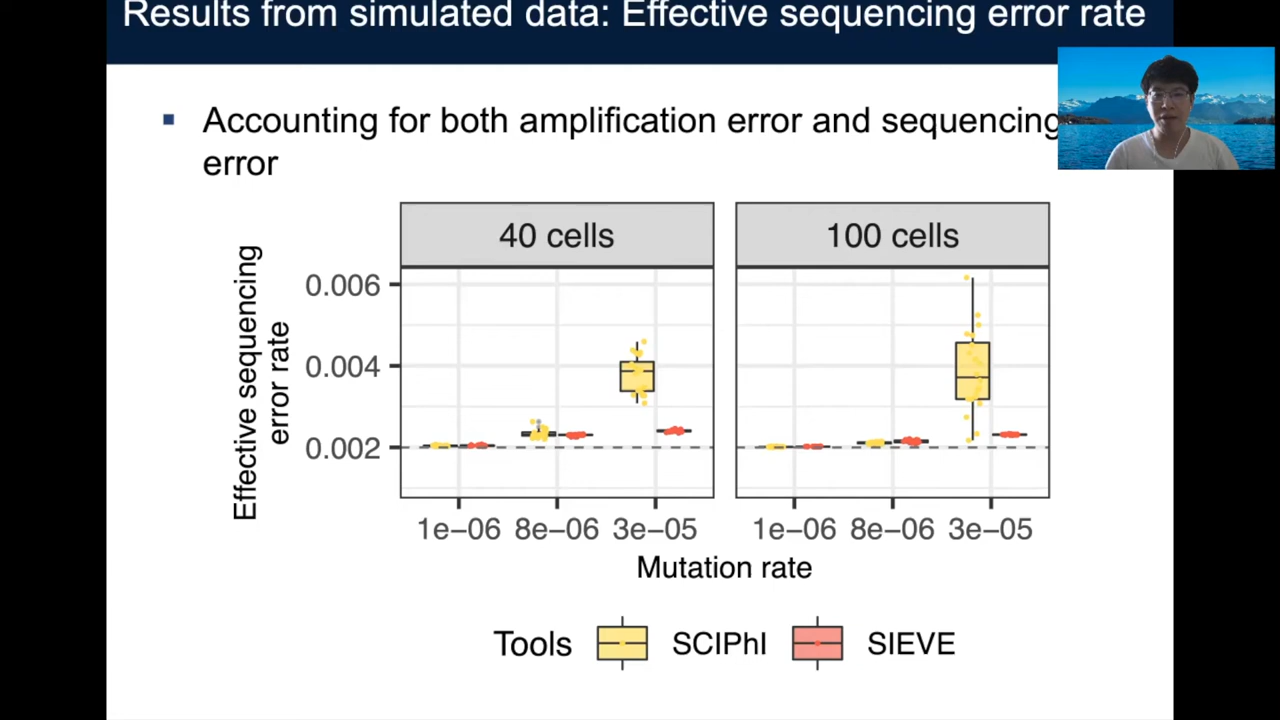 Results from simulated data: Effective sequencing error rate
Accounting for both amplification error and sequencing
error
40 cells
100 cells
Effective sequencing
error rate
0.006
0.004
0.002
1e−06 8e−06 3e−05
1e−06 8e−06 3e−05
Mutation rate
Tools SCIPhI SIEVE